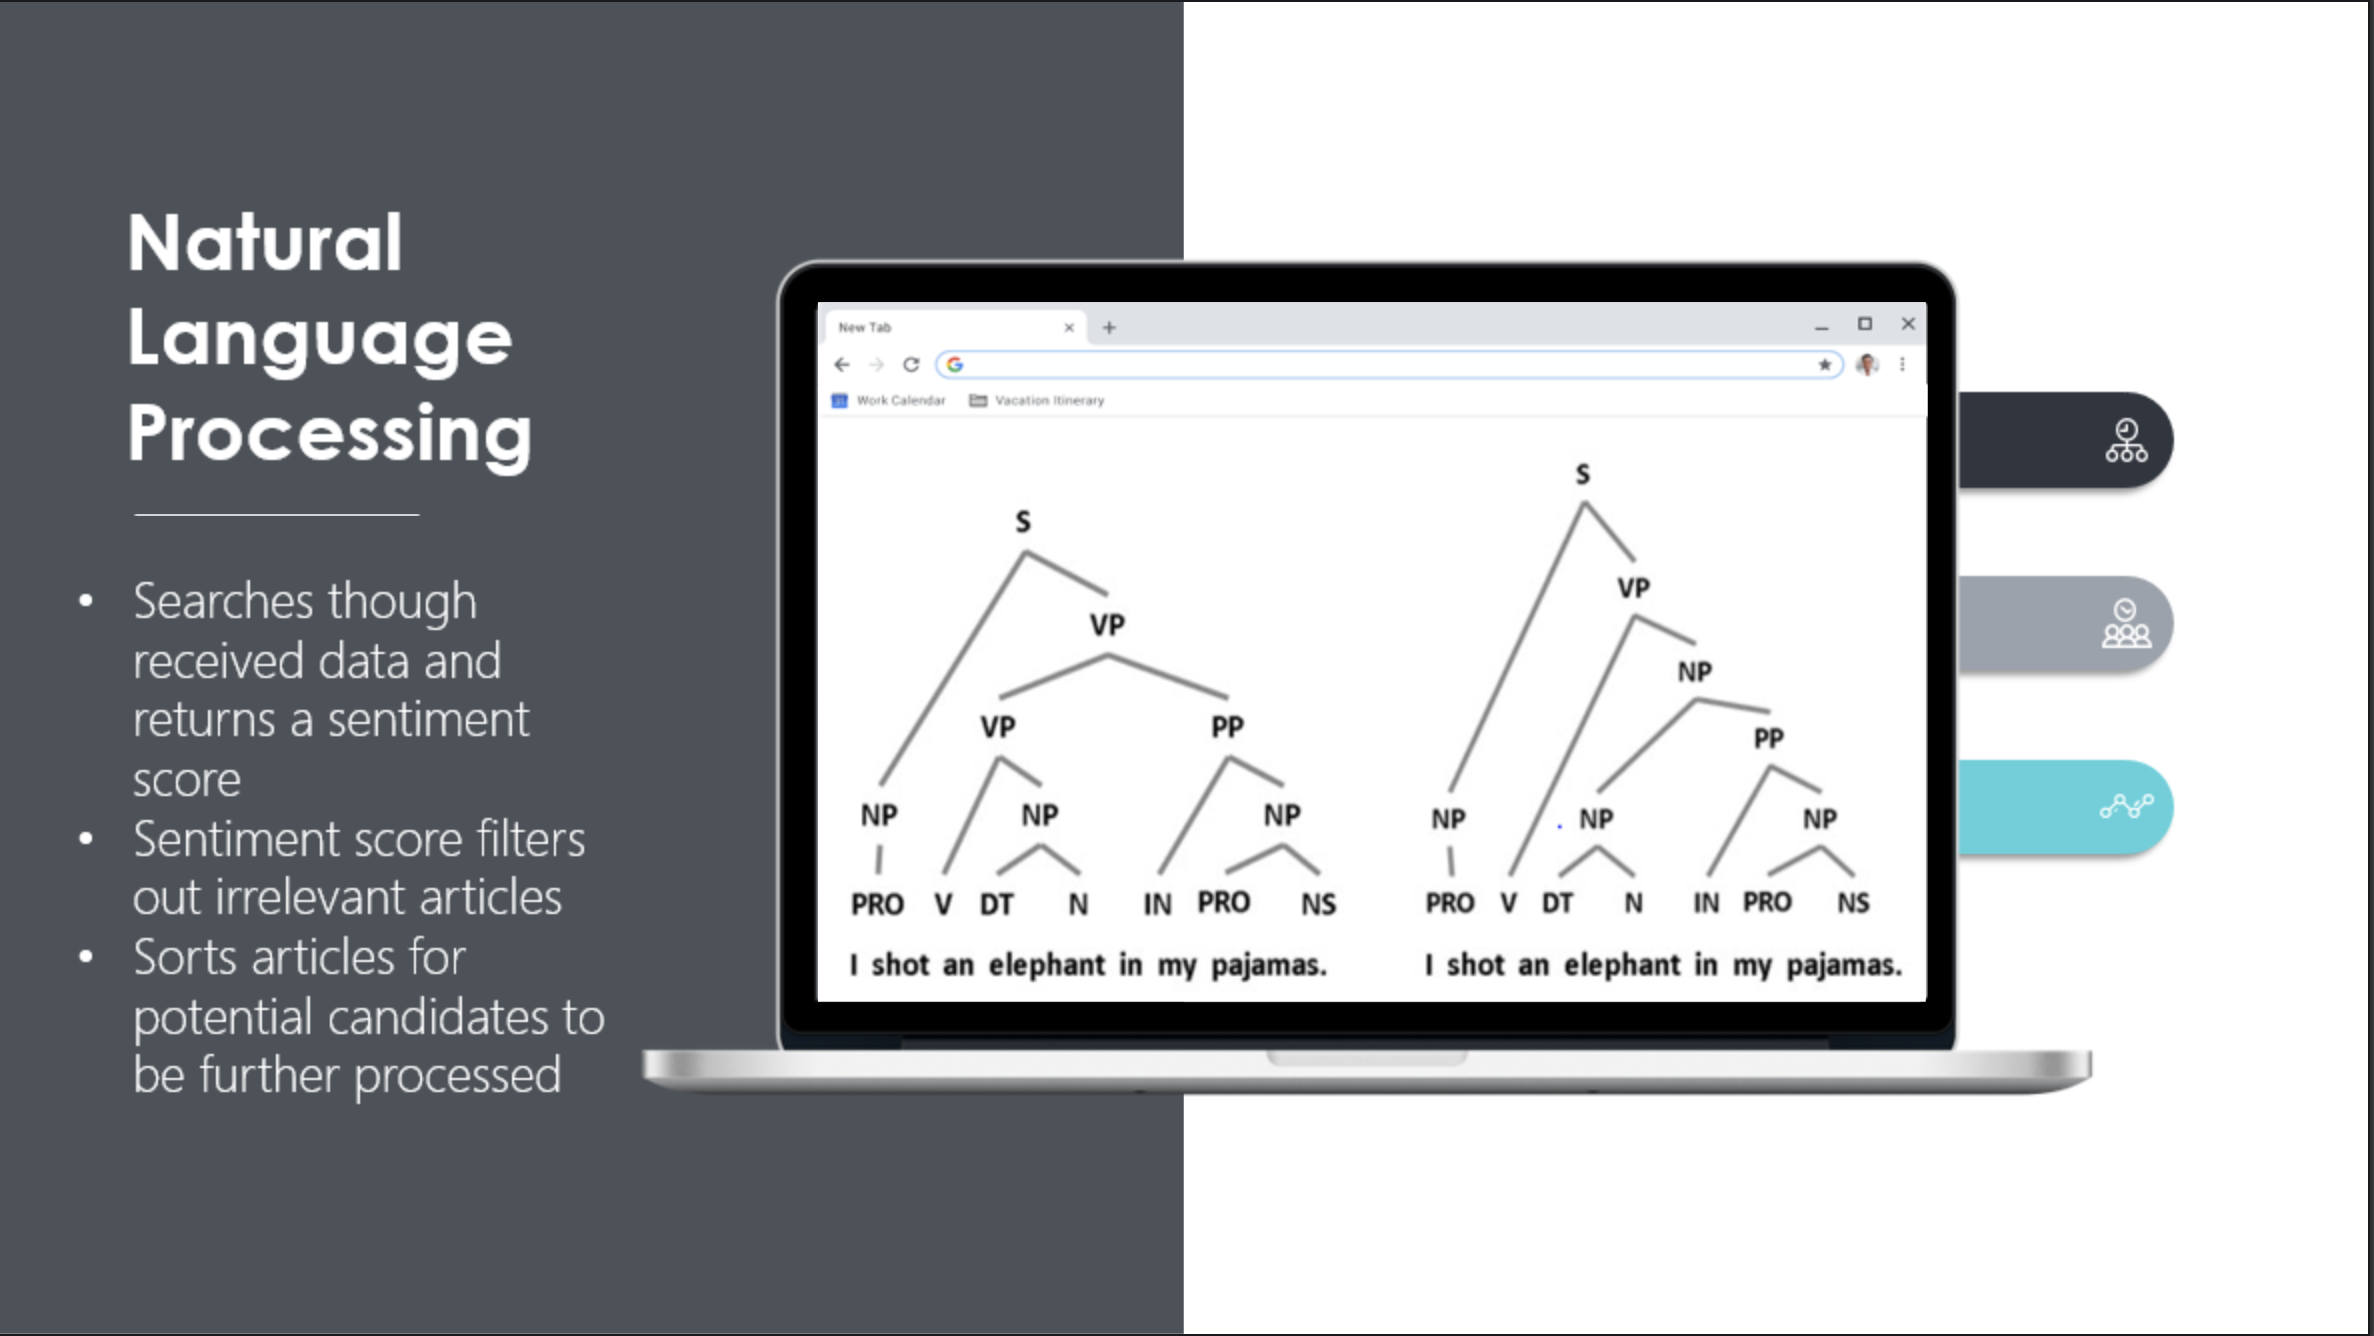 Natural
Language
Processing
• Searches though
received data and
returns a sentiment
score
• Sentiment score filters
out irrelevant articles
• Sorts articles for
potential candidates to
be further processed
New Tab
Work Calendar Vacation Itinerary
S
VP
VP PP
NP NP NP
PRO V DT N IN PRO NS
I shot an elephant in my pajamas.
S
VP
NP
PP
NP NP NP
PRO V DT N IN PRO NS
I shot an elephant in my pajamas.